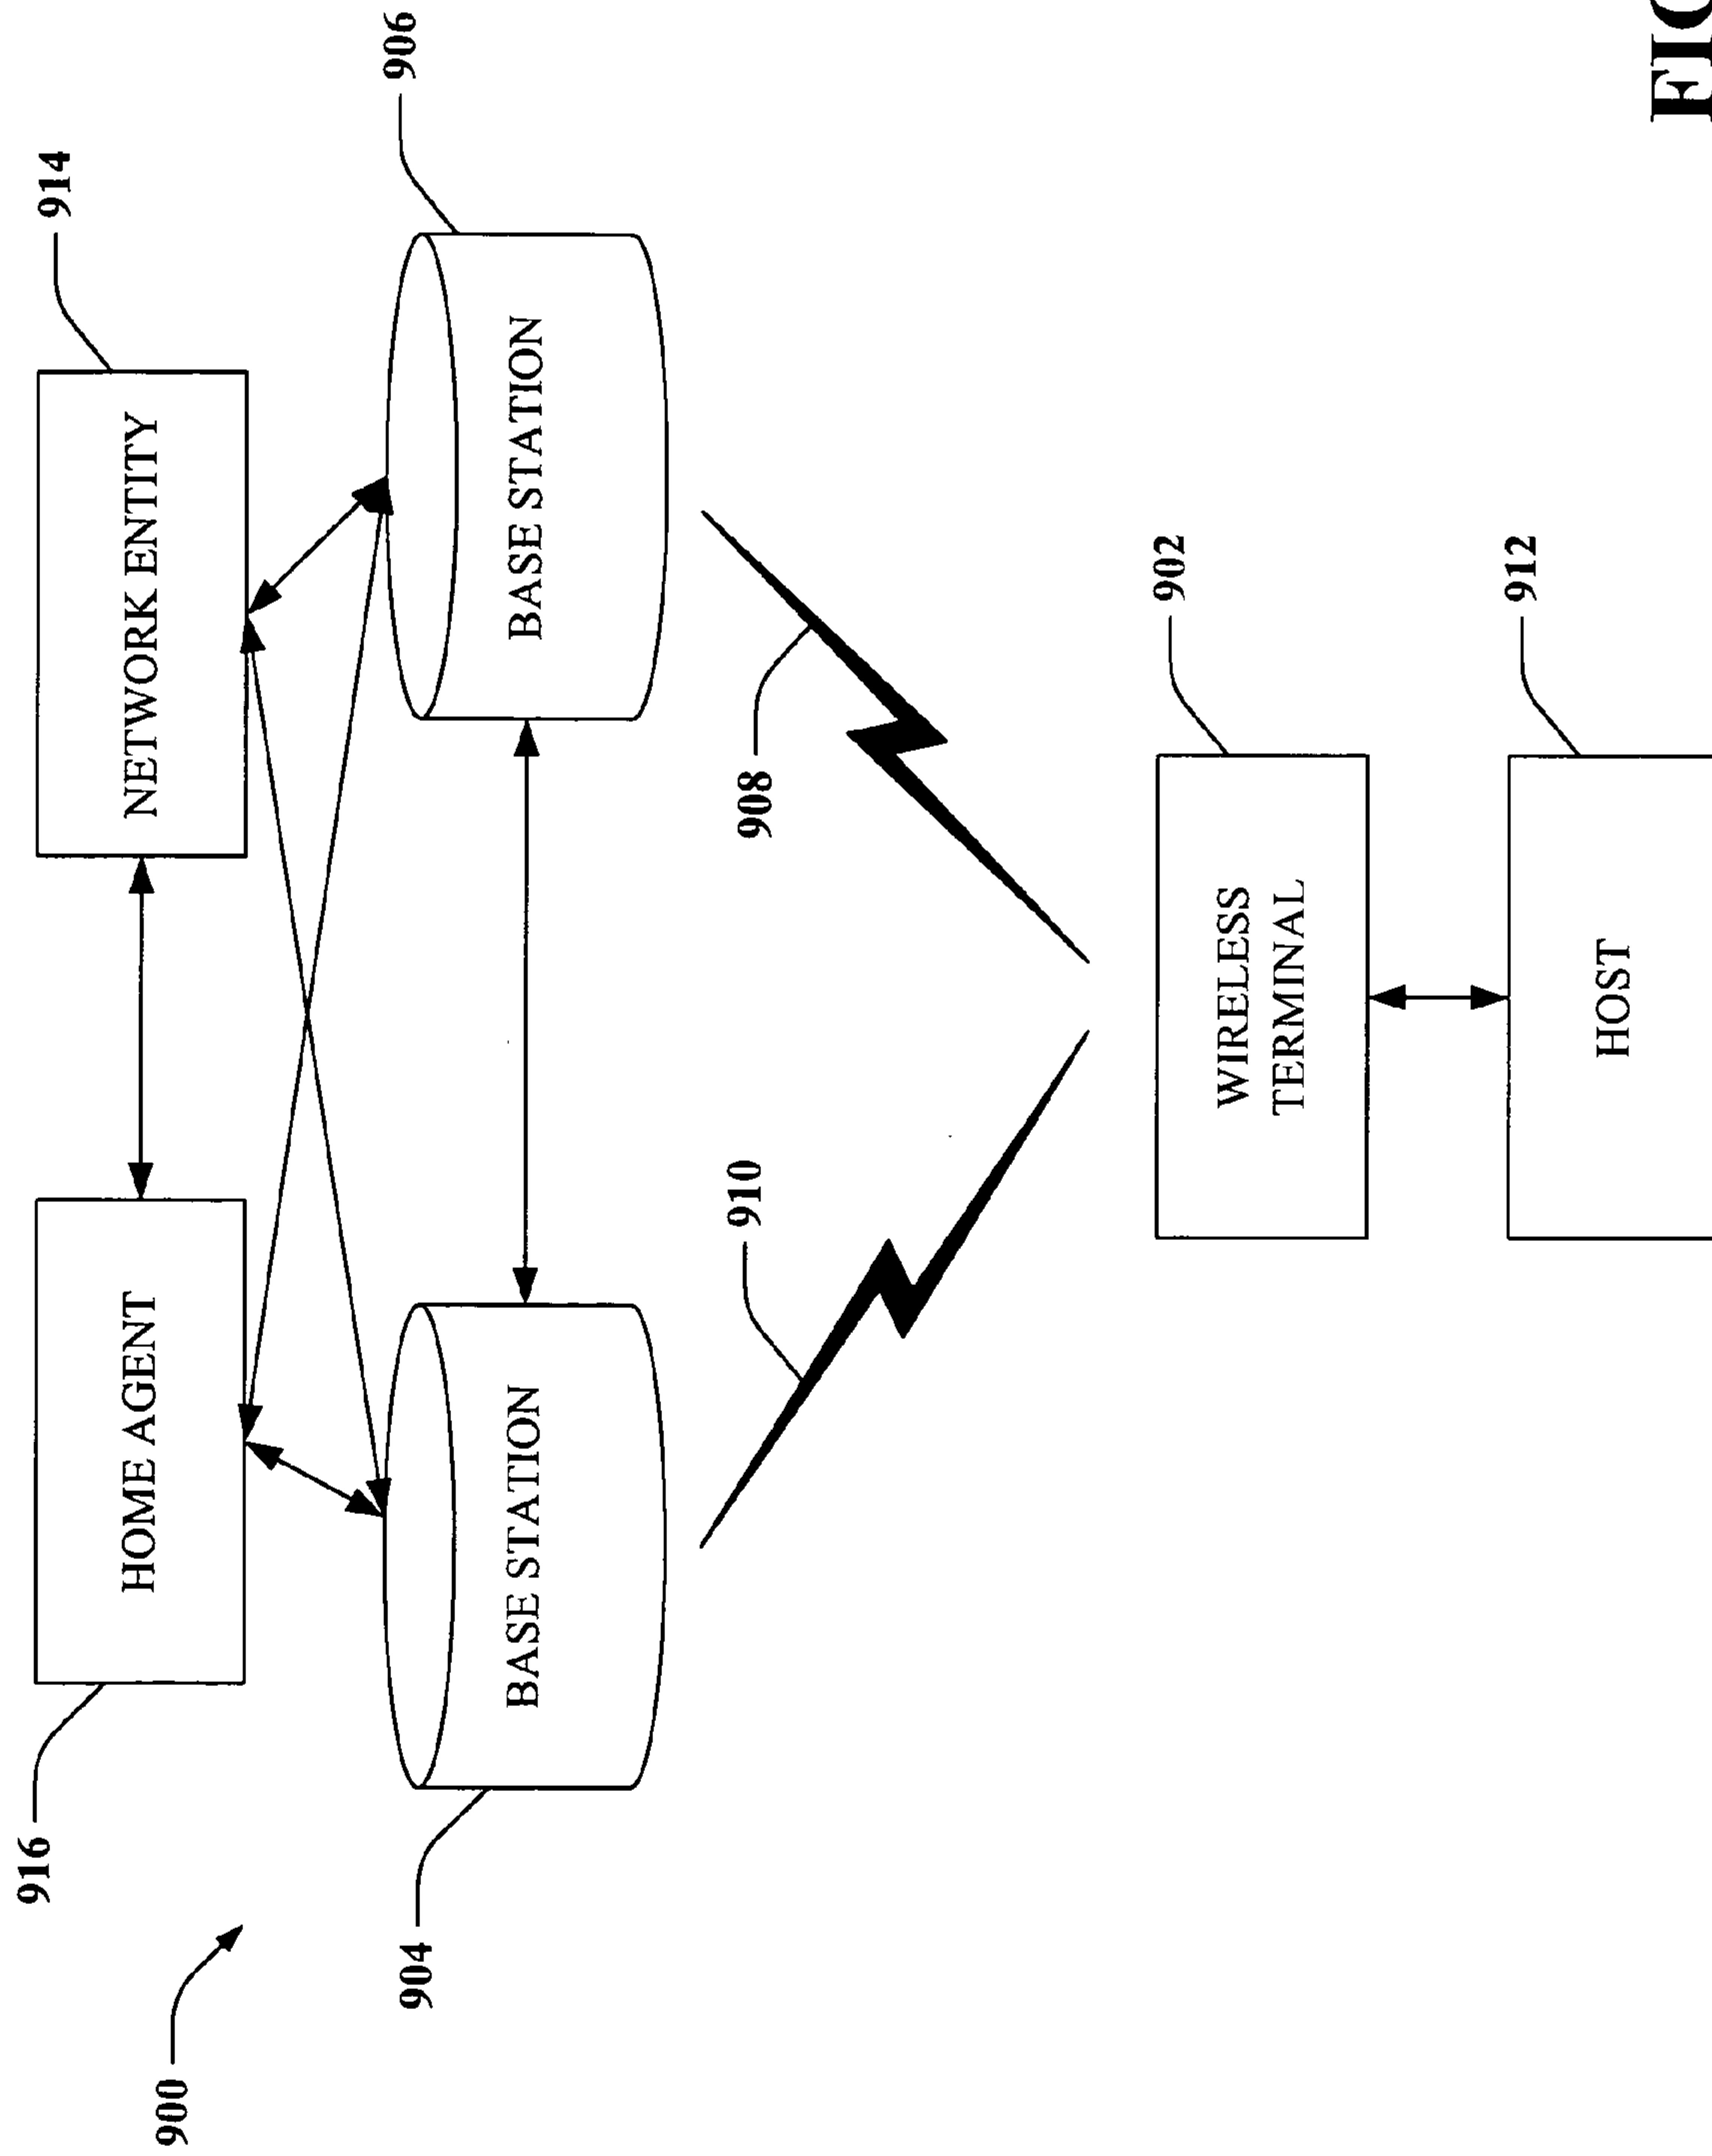 900
916
HOME AGENT
NETWORK ENTITY
914
904
BASE STATION
BASE STATION
906
910
908
WIRELESS
TERMINAL
902
HOST
912